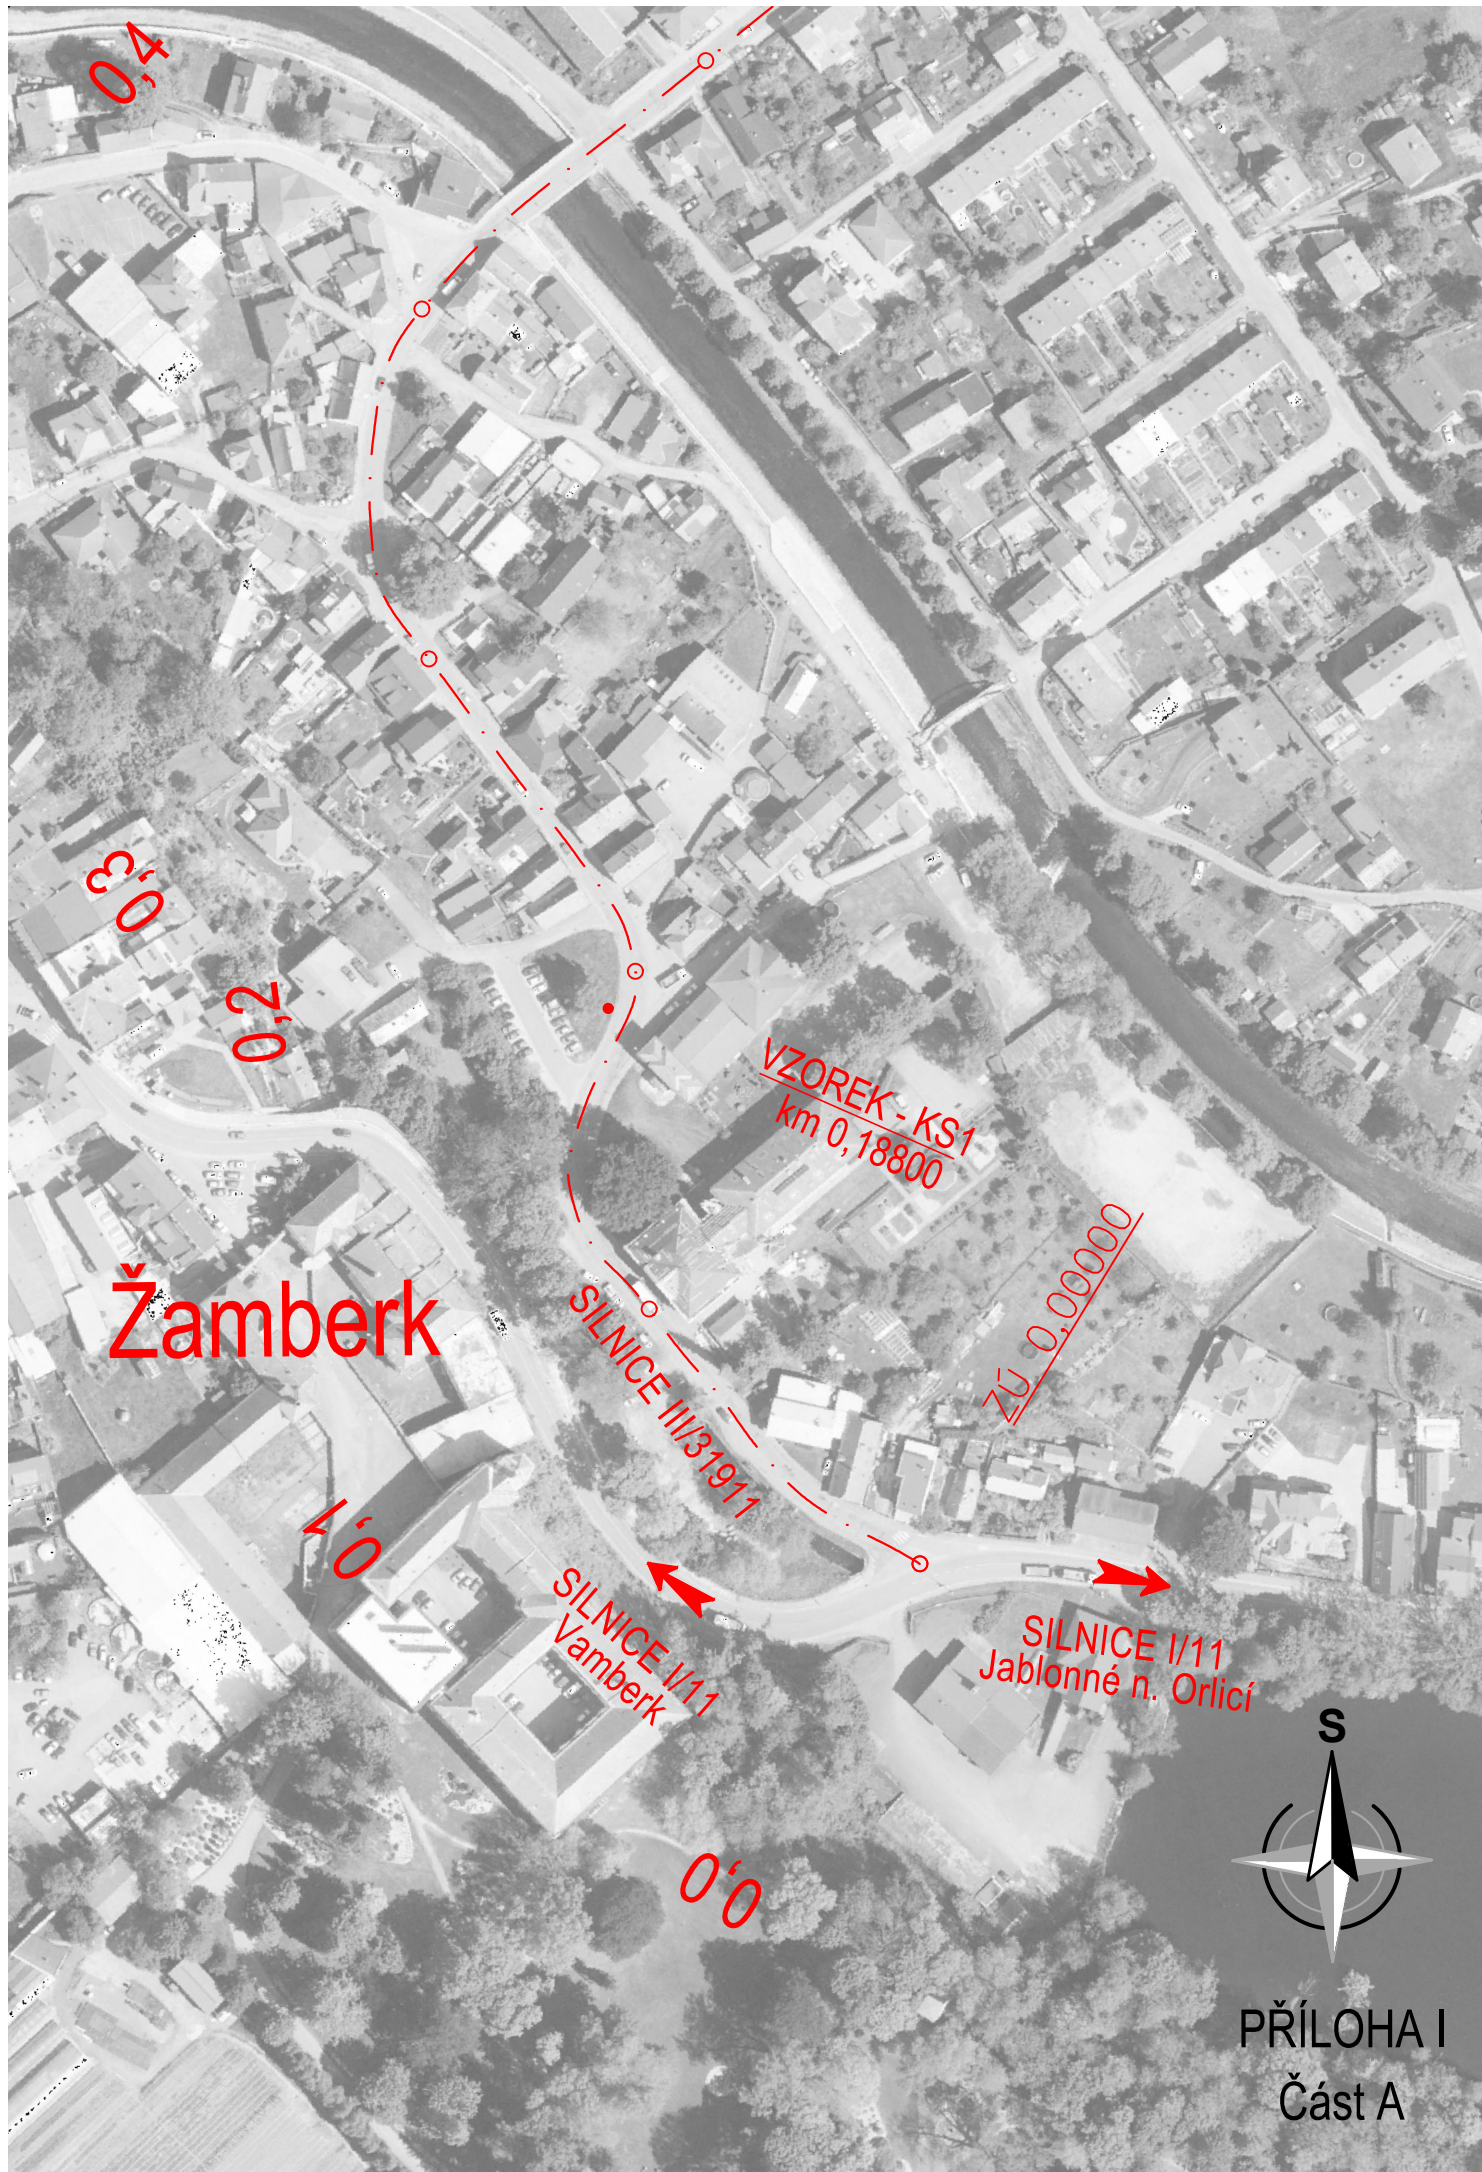 0,4
0,3
0,2
VZOREK - KS1
km 0,18800
ZÚ 0,00000
Žamberk
SILNICE III/31911
0,1
SILNICE I/11
Vamberk
SILNICE I/11
Jablonné n. Orlicí
S
0,0
PŘÍLOHA I
Část A